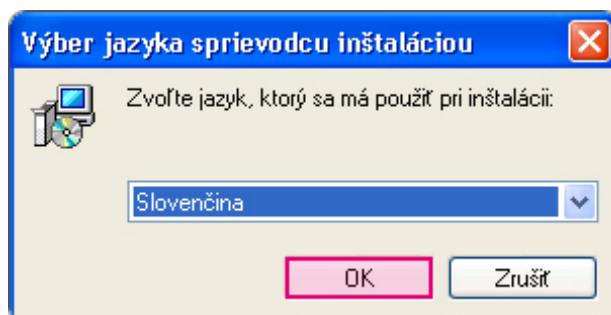 Výber jazyka sprievodcu inštaláciou
Zvoľte jazyk, ktorý sa má použiť pri inštalácii:
Slovenčina
OK
Zrušiť